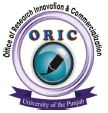 Office of Research Innovation & Commercialization
ORIC
University of the Punjab